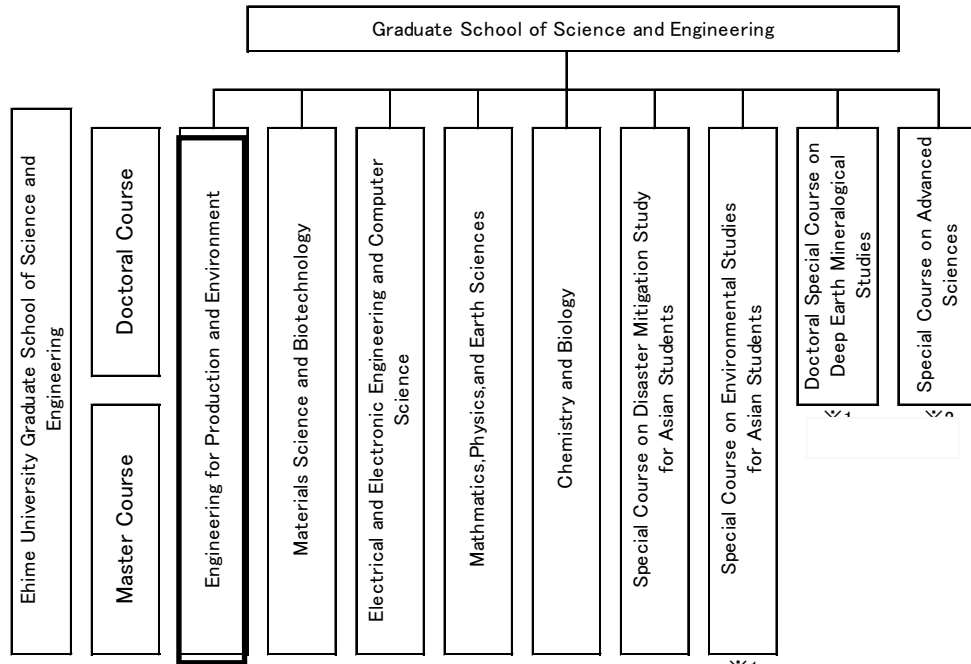 Graduate School of Science and Engineering
Ehime University Graduate School of Science and
Engineering
Doctoral Course
Master Course
Engineering for Production and Environment
Materials Science and Biotechnology
Electrical and Electronic Engineering and Computer
Science
Mathmatics,Physics,and Earth Sciences
Chemistry and Biology
Special Course on Disaster Mitigation Study
for Asian Students
Special Course on Environmental Studies
for Asian Students
Doctoral Special Course on
Deep Earth Mineralogical
Studies
Special Course on Advanced
Sciences